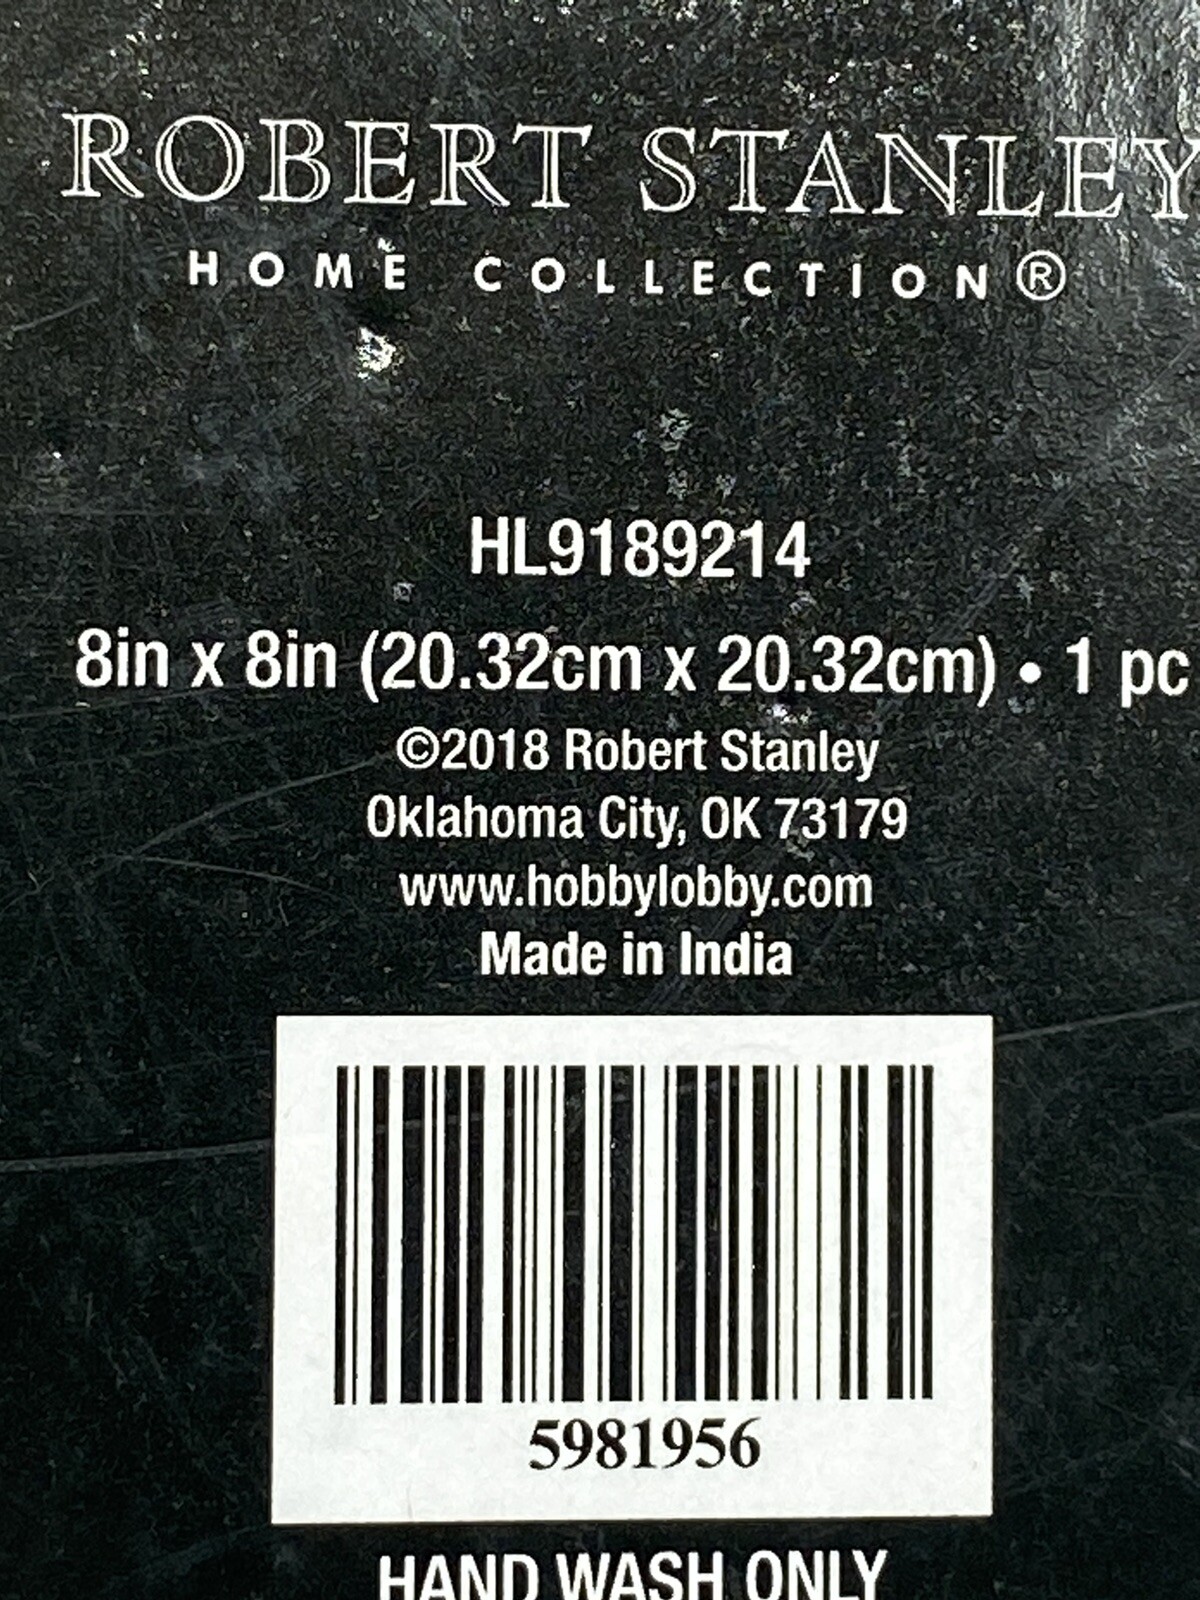 ROBERT STANLEY
HOME COLLECTION®
HL9189214
8in x 8in (20.32cm x 20.32cm) • 1 pc
©2018 Robert Stanley
Oklahoma City, OK 73179
www.hobbylobby.com
Made in India
5981956
HAND WASH ONLY